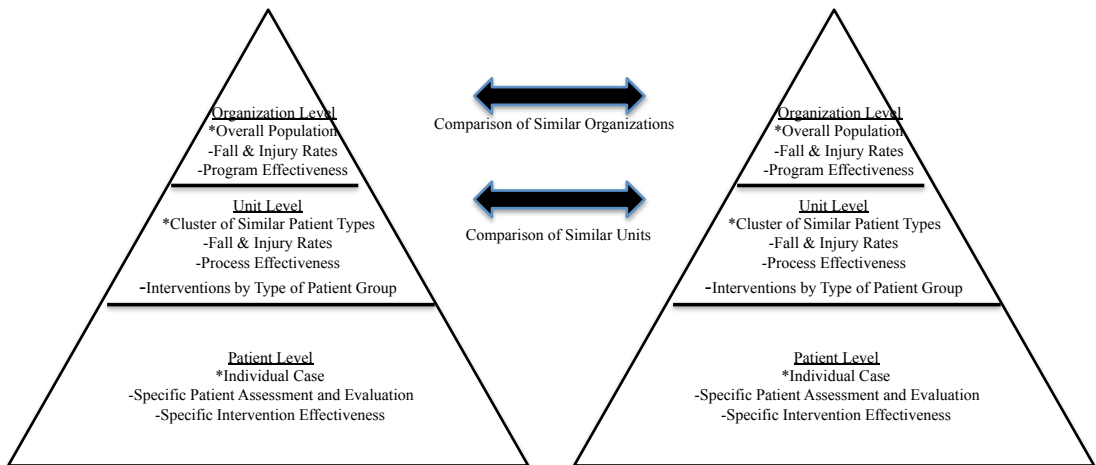 Organization Level
*Overall Population
-Fall & Injury Rates
-Program Effectiveness
Unit Level
*Cluster of Similar Patient Types
-Fall & Injury Rates
-Process Effectiveness
-Interventions by Type of Patient Group
Patient Level
*Individual Case
-Specific Patient Assessment and Evaluation
-Specific Intervention Effectiveness
Comparison of Similar Organizations
Comparison of Similar Units
Organization Level
*Overall Population
-Fall & Injury Rates
-Program Effectiveness
Unit Level
*Cluster of Similar Patient Types
-Fall & Injury Rates
-Process Effectiveness
-Interventions by Type of Patient Group
Patient Level
*Individual Case
-Specific Patient Assessment and Evaluation
-Specific Intervention Effectiveness